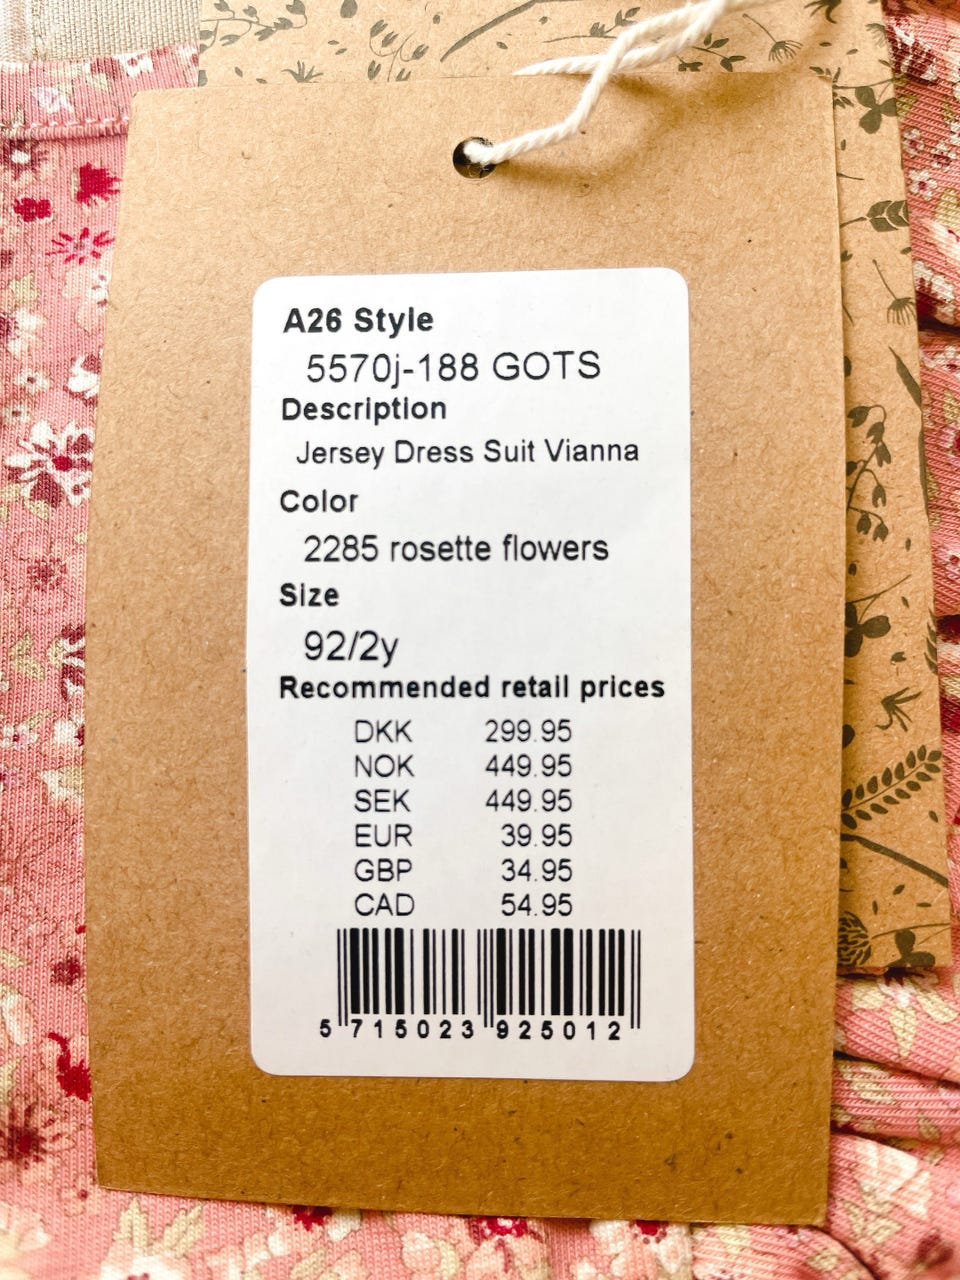 A26 Style
5570j-188 GOTS
Description
Jersey Dress Suit Vianna
Color
2285 rosette flowers
Size
92/2y
Recommended retail prices
DKK 299.95
NOK 449.95
SEK 449.95
EUR 39.95
GBP 34.95
CAD 54.95
5 715023 925012